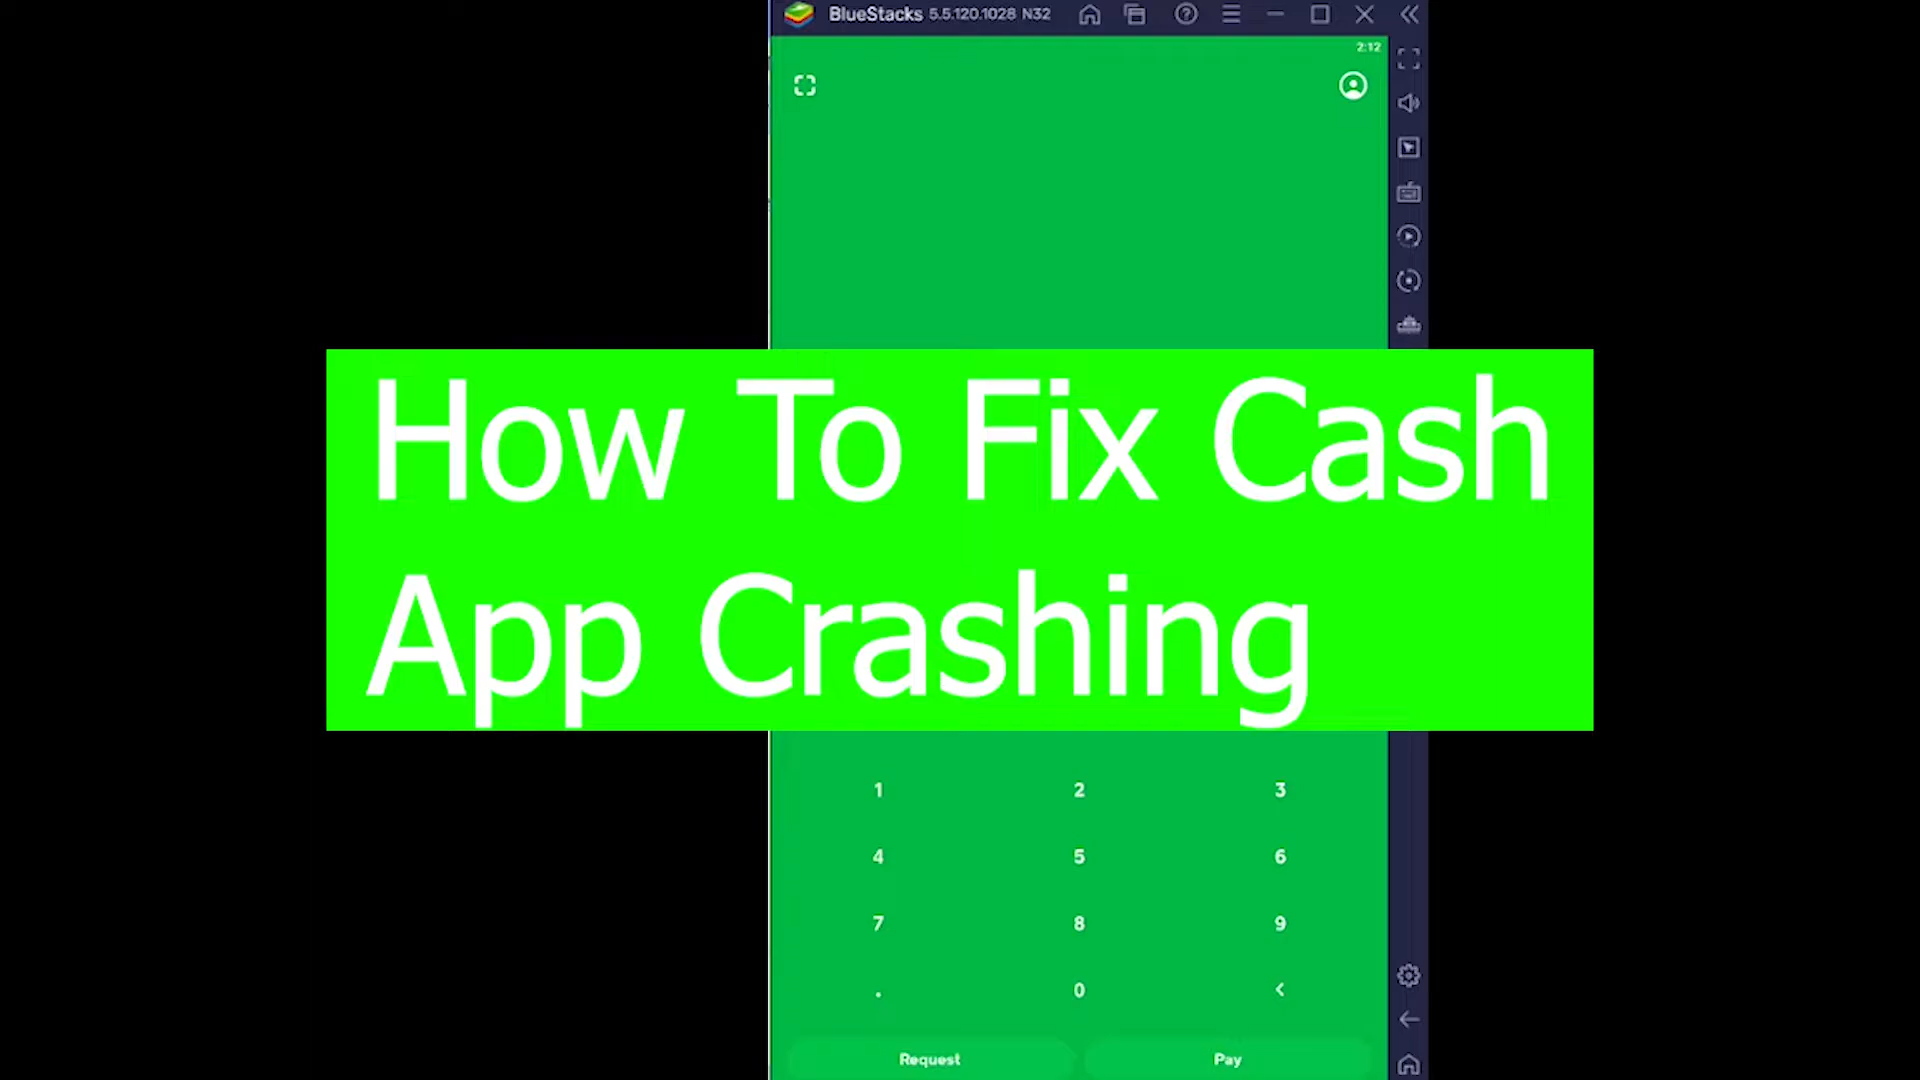 BlueStacks 5.5.120.1028 N32
2:12
How To Fix Cash
App Crashing
1 2 3
4 5 6
7 8 9
. 0 <
Request Pay